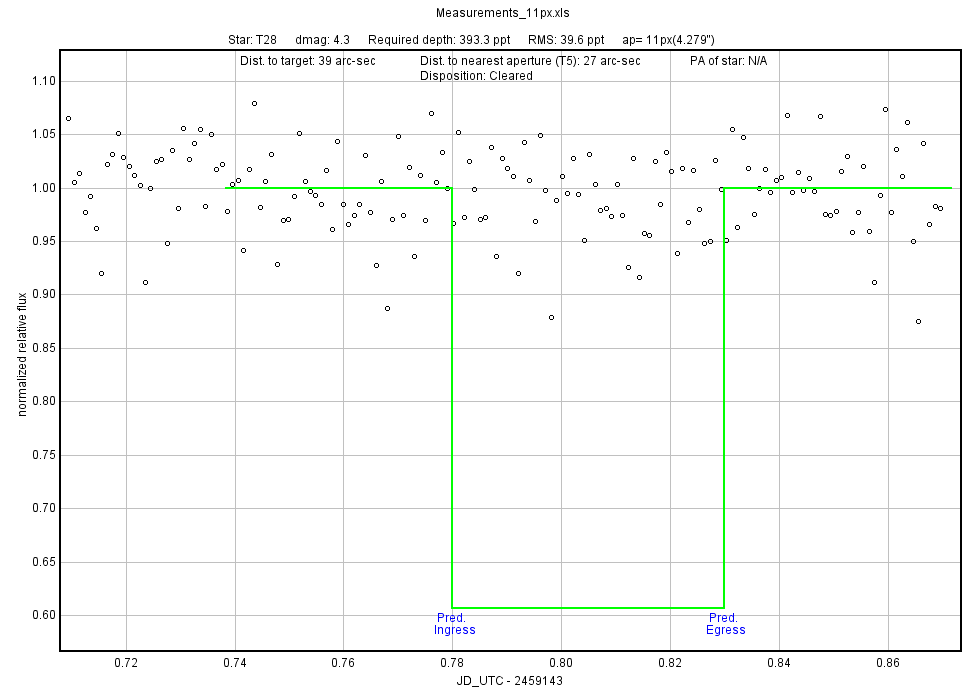 Measurements_11px.xls
Star: T28 dmag: 4.3 Required depth: 393.3 ppt RMS: 39.6 ppt ap= 11px(4.279")
Dist. to target: 39 arc-sec Dist. to nearest aperture (T5): 27 arc-sec PA of star: N/A
Disposition: Cleared
1.10
1.05
1.00
0.95
0.90
0.85
0.80
0.75
0.70
0.65
0.60
normalized relative flux
Pred.
Ingress
Pred.
Egress
0.72 0.74 0.76 0.78 0.80 0.82 0.84 0.86
JD_UTC - 2459143